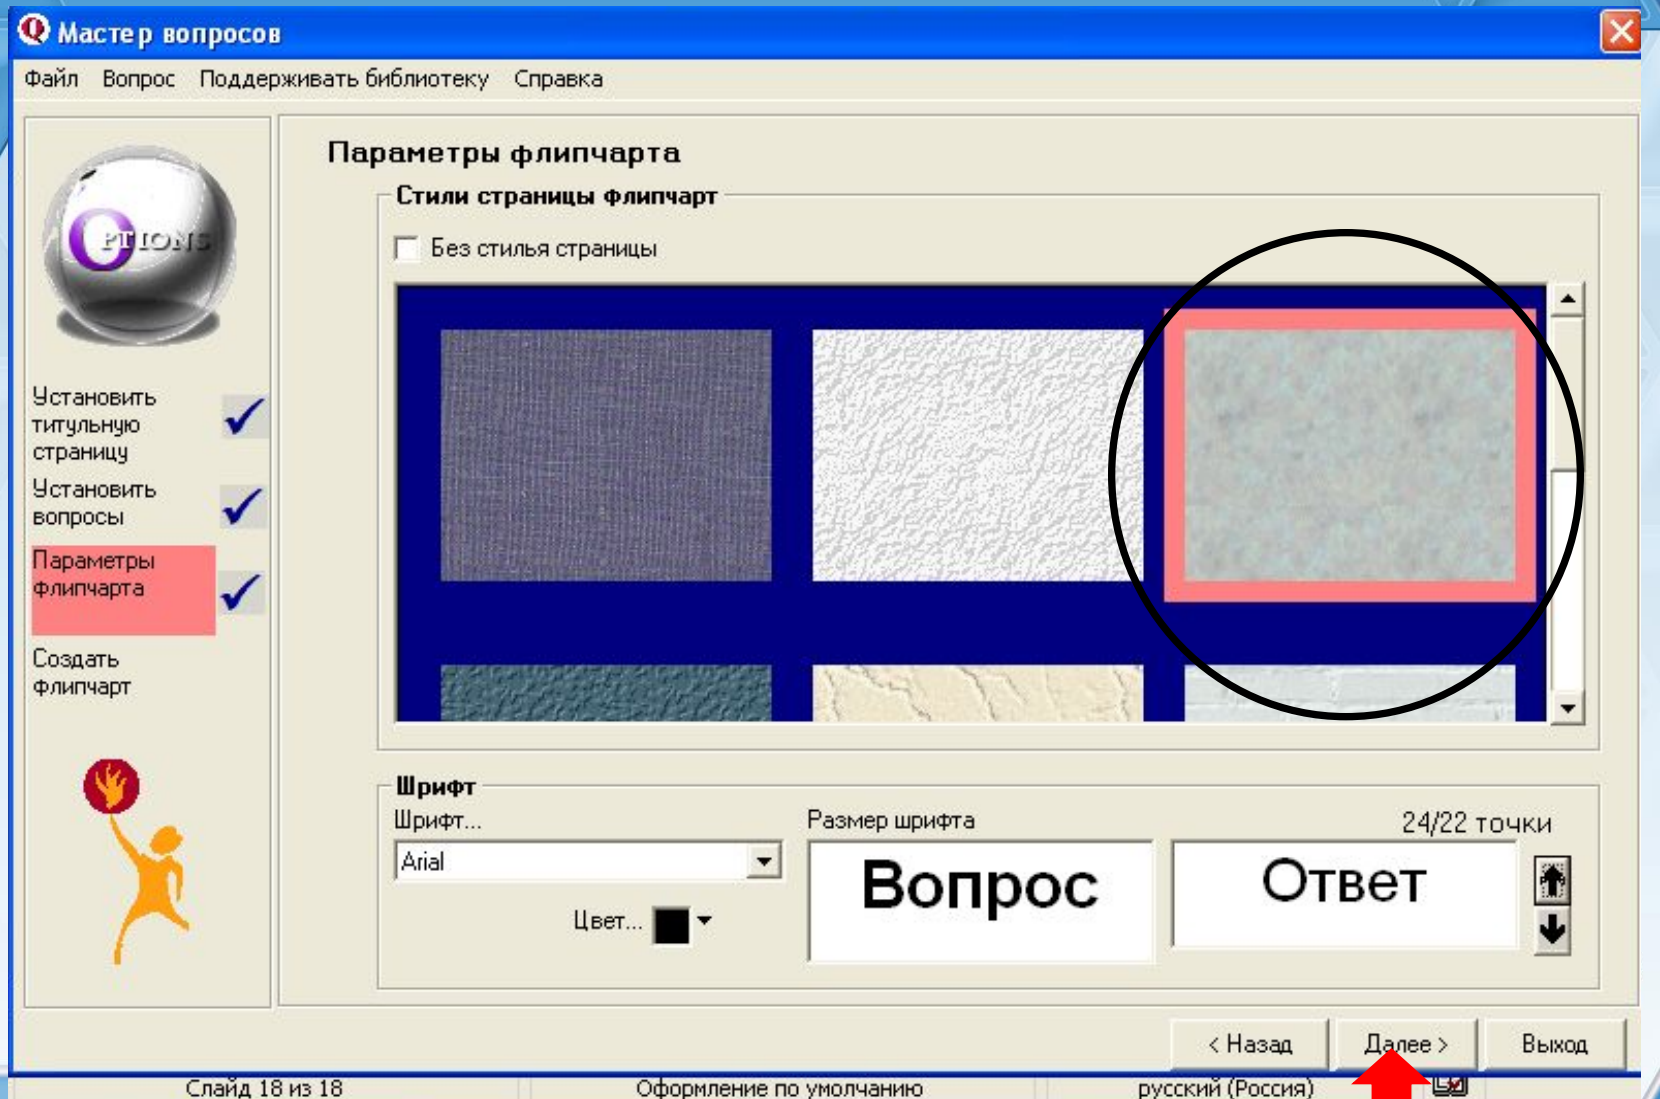 Мастер вопросов
Файл Вопрос Поддерживать библиотеку Справка
OPTIONS
Установить
титульную
страницу
Установить
вопросы
Параметры
флипчарта
Создать
флипчарт
Параметры флипчарта
Стили страницы флипчарт
Без стилья страницы
Шрифт
Шрифт...
Arial
Цвет...
Размер шрифта
24/22 точки
Вопрос
Ответ
< Назад
Далее >
Выход
Слайд 18 из 18
Оформление по умолчанию
русский (Россия)